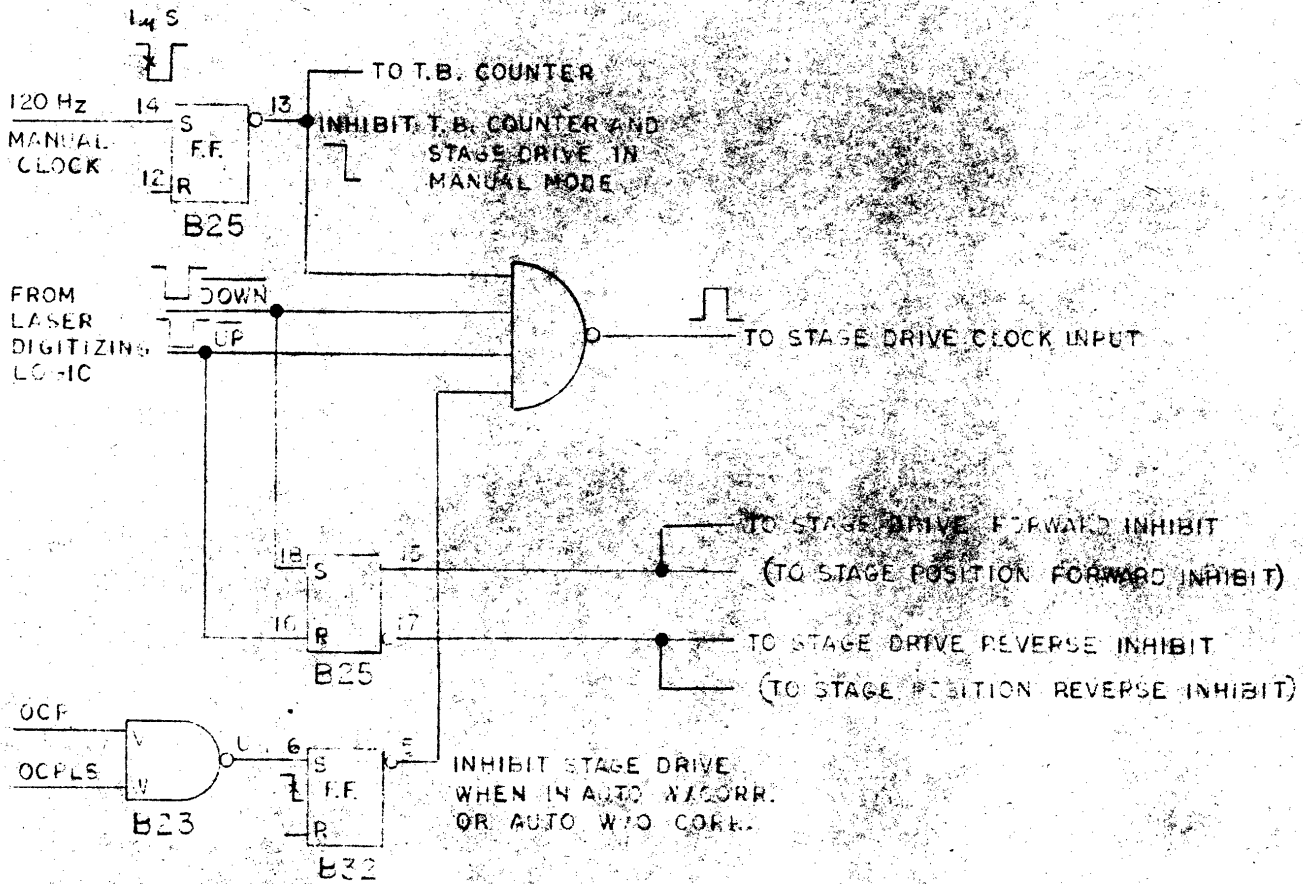 1μ S
TO T.B. COUNTER
120 Hz
14
13
S
F.F.
MANUAL
CLOCK
12
R
B25
INHIBIT T.B. COUNTER AND
STAGE DRIVE IN
MANUAL MODE
FROM
LASER
DIGITIZING
LOGIC
DOWN
UP
TO STAGE DRIVE CLOCK INPUT
18
S
15
16
R
17
B25
TO STAGE DRIVE FORWARD INHIBIT
(TO STAGE POSITION FORWARD INHIBIT)
TO STAGE DRIVE REVERSE INHIBIT
(TO STAGE POSITION REVERSE INHIBIT)
OCP
V
OCPLS
B23
6
S
F.F.
R
B32
INHIBIT STAGE DRIVE
WHEN IN AUTO CORR.
OR AUTO W/O CORR.